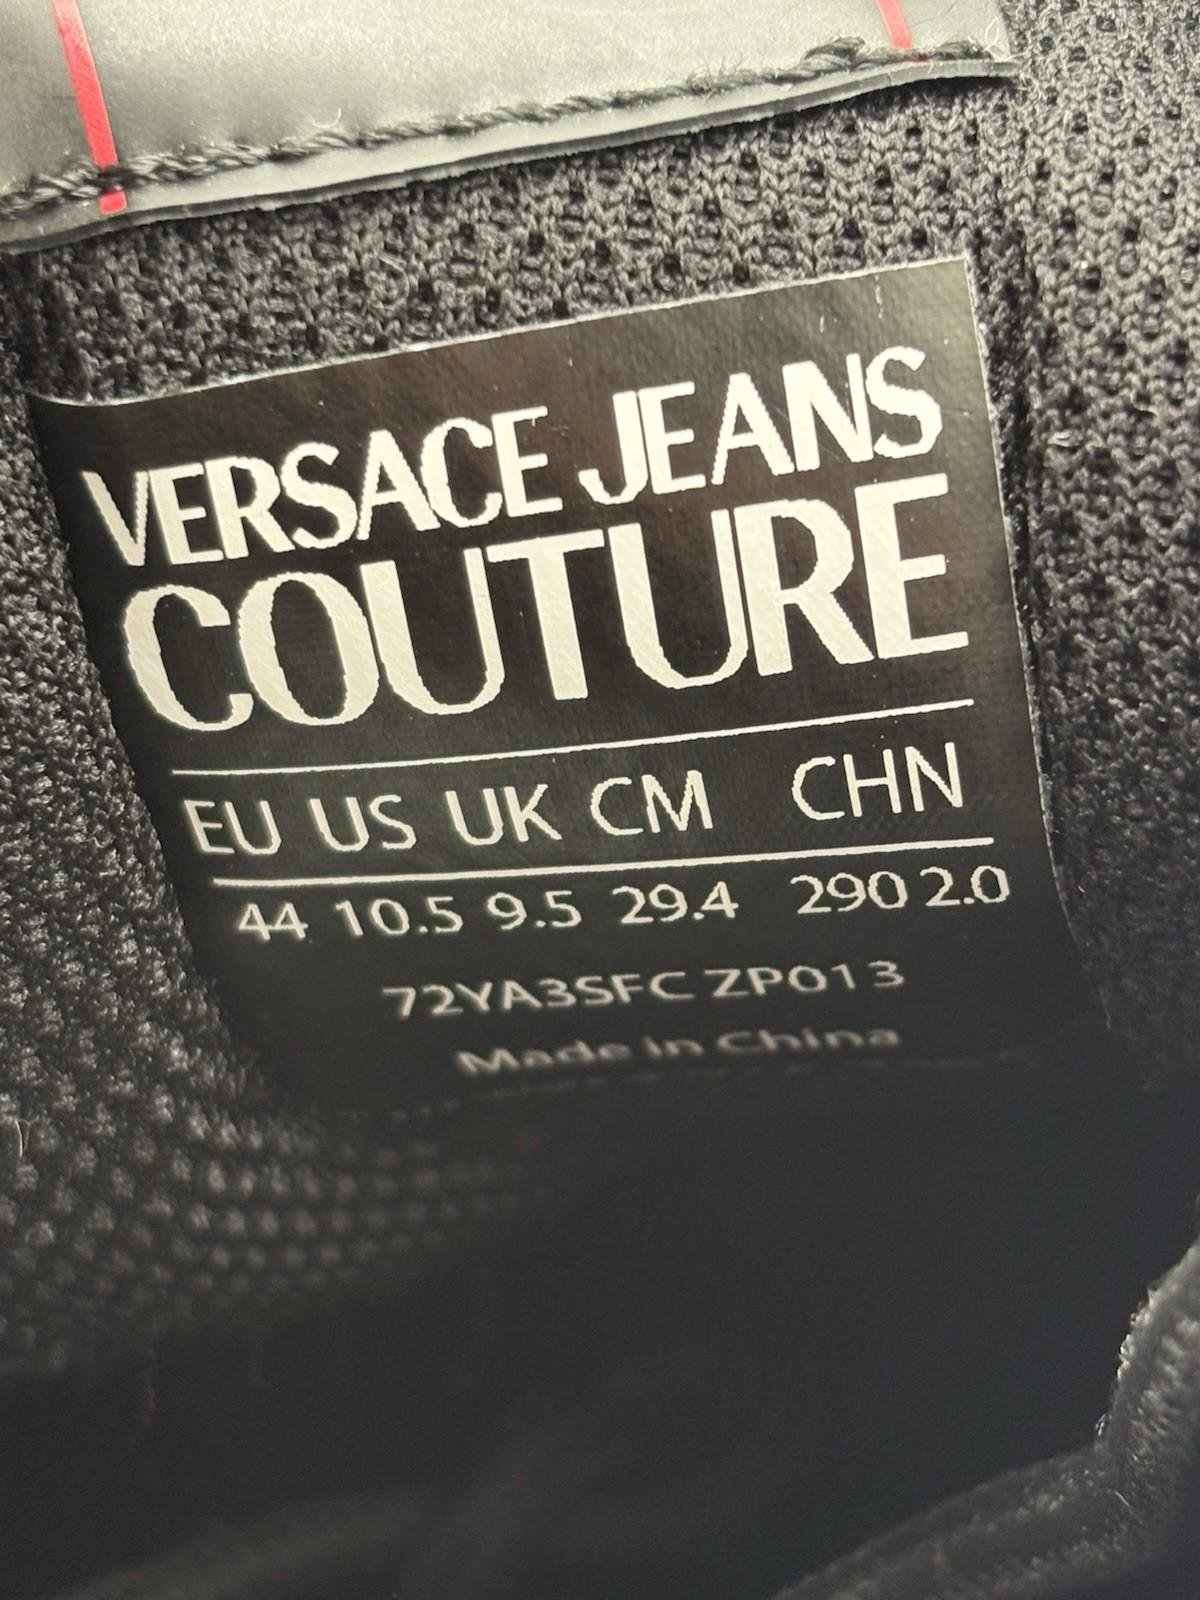 VERSACE JEANS
COUTURE
EU US UK CM CHN
44 10.5 9.5 29.4 290 2.0
72YA3SFC ZP013
Made in China